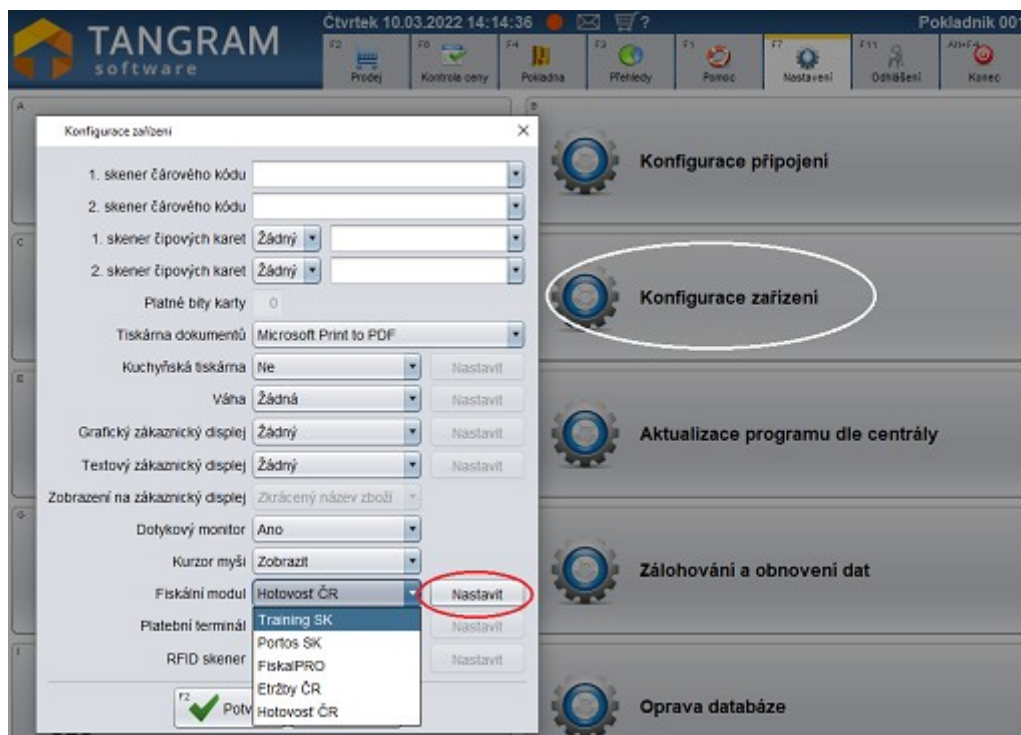 TANGRAM
software
Čtvrtek 10.03.2022 14:14:36
?
Pokladník 001
F2
Prodej
F6
Kontrola ceny
F4
Pokladna
F3
Přehledy
F1
Pomoc
F7
Nastavení
F11
Odhlášení
Alt+F4
Konec
A
B
Konfigurace zařízení
1. skener čárového kódu
2. skener čárového kódu
1. skener čipových karet Žádný
2. skener čipových karet Žádný
Platné bity karty 0
Tiskárna dokumentů Microsoft Print to PDF
Kuchyňská tiskárna Ne Nastavit
Váha Žádná Nastavit
Grafický zákaznický displej Žádný Nastavit
Textový zákaznický displej Žádný Nastavit
Zobrazení na zákaznický displej Zkrácený název zboží
Dotykový monitor Ano
Kurzor myši Zobrazit
Fiskální modul Hotovosť ČR Nastavit
Training SK
Platební terminál Nastavit
Portos SK
RFID skener Nastavit
FiskalPRO
Etržby ČR
Hotovosť ČR
F2
Potv
C
E
G
I
Konfigurace připojení
Konfigurace zařízení
Aktualizace programu dle centrály
Zálohování a obnovení dat
Oprava databáze